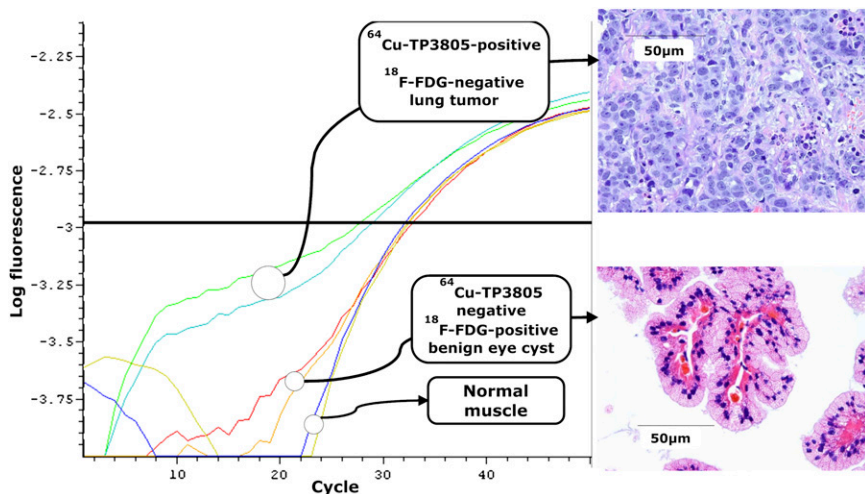 -2.25
-2.5
-2.75
-3
-3.25
-3.5
-3.75
Log fluorescence
10
20
30
40
Cycle
64Cu-TP3805-positive
18F-FDG-negative
lung tumor
64Cu-TP3805
negative
18F-FDG-positive
benign eye cyst
Normal
muscle
50µm
50µm